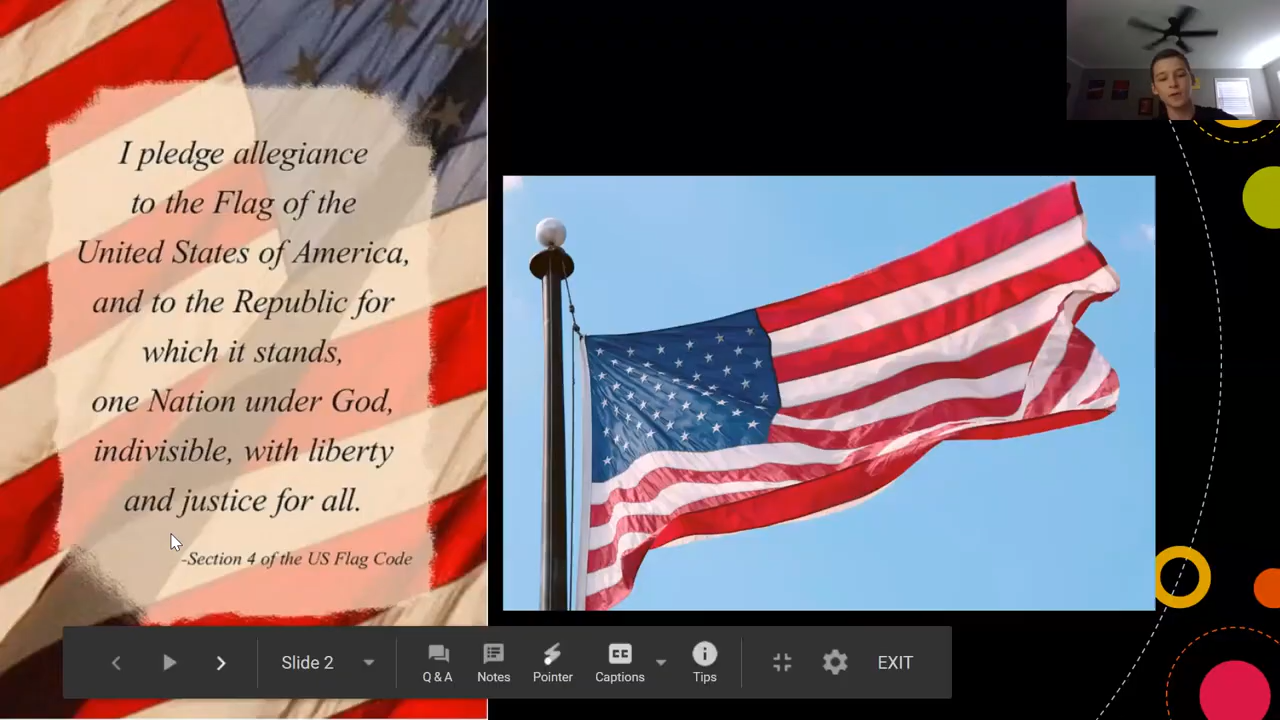 I pledge allegiance
to the Flag of the
United States of America,
and to the Republic for
which it stands,
one Nation under God,
indivisible, with liberty
and justice for all.
-Section 4 of the US Flag Code
Slide 2
Q & A
Notes
Pointer
CC
Captions
Tips
EXIT